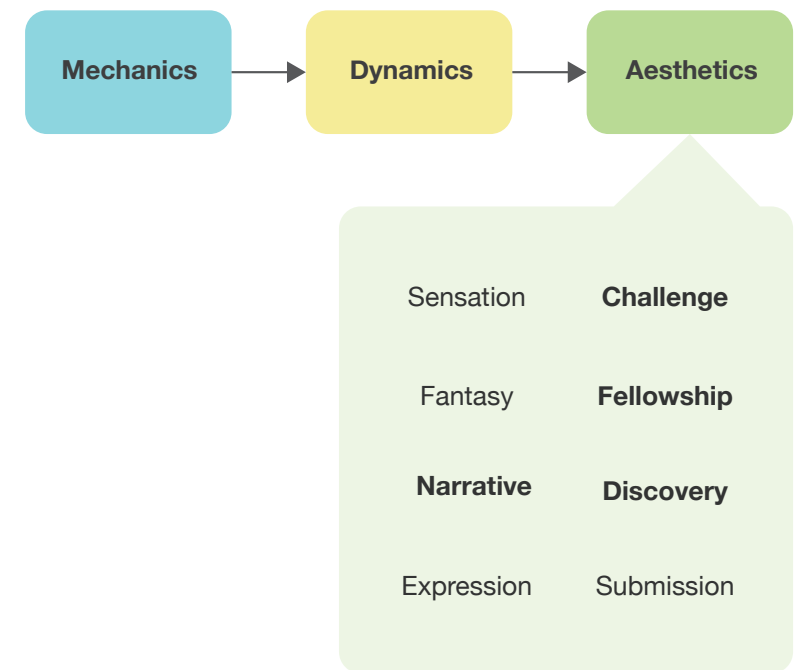 Mechanics
Dynamics
Aesthetics
Sensation
Challenge
Fantasy
Fellowship
Narrative
Discovery
Expression
Submission